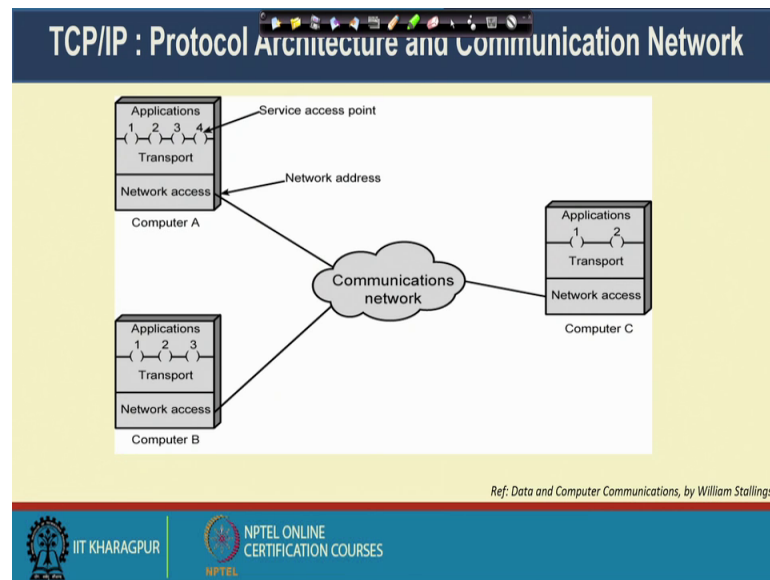 TCP/IP : Protocol Architecture and Communication Network
Applications
1 2 3 4
Transport
Network access
Computer A
Service access point
Network address
Communications
network
Applications
1 2
Transport
Network access
Computer C
Applications
1 2 3
Transport
Network access
Computer B
Ref: Data and Computer Communications, by William Stallings
IIT KHARAGPUR
NPTEL
NPTEL ONLINE
CERTIFICATION COURSES